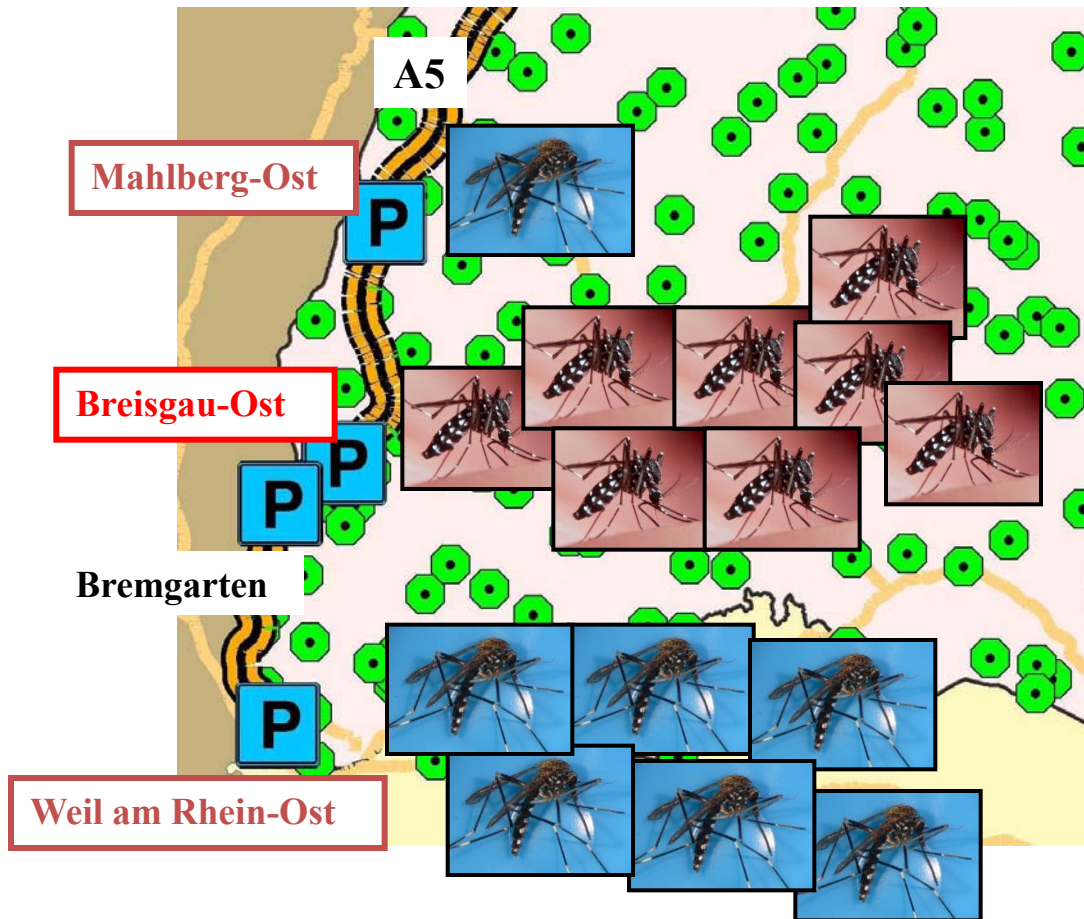 A5
Mahlberg-Ost
P
Breisgau-Ost
P
P
Bremgarten
P
Weil am Rhein-Ost